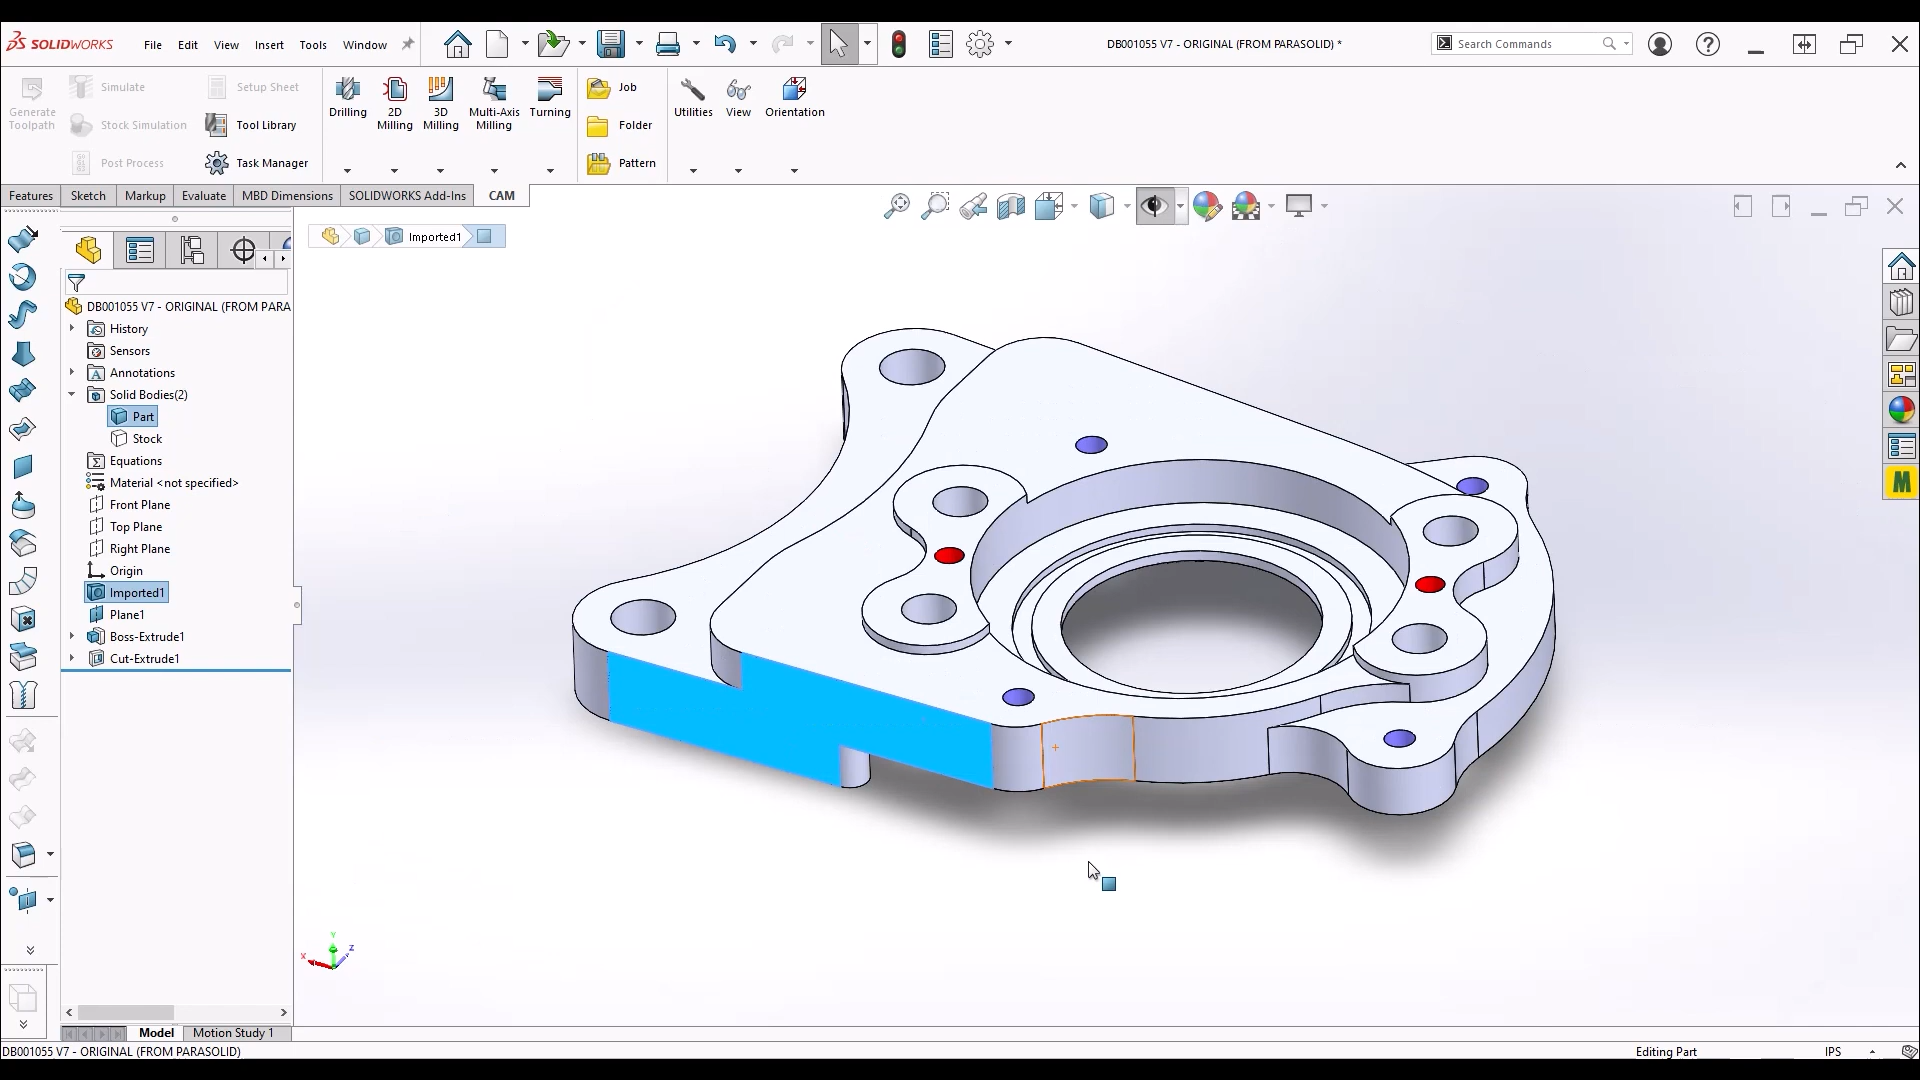 SOLIDWORKS
File Edit View Insert Tools Window
DB001055 V7 - ORIGINAL (FROM PARASOLID) *
Search Commands
Generate Toolpath
Simulate
Stock Simulation
Post Process
Setup Sheet
Tool Library
Task Manager
Drilling
2D Milling
3D Milling
Multi-Axis Milling
Turning
Job
Folder
Pattern
Utilities
View
Orientation
Features Sketch Markup Evaluate MBD Dimensions SOLIDWORKS Add-Ins CAM
Imported1
DB001055 V7 - ORIGINAL (FROM PARA
History
Sensors
Annotations
Solid Bodies(2)
Part
Stock
Equations
Material <not specified>
Front Plane
Top Plane
Right Plane
Origin
Imported1
Plane1
Boss-Extrude1
Cut-Extrude1
M
Y
X
Z
Model Motion Study 1
DB001055 V7 - ORIGINAL (FROM PARASOLID)
Editing Part
IPS